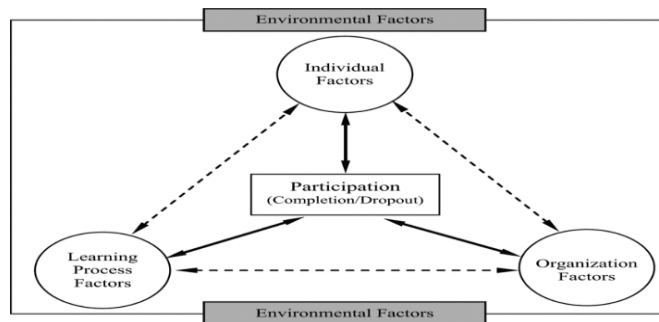 Environmental Factors
Individual
Factors
Participation
(Completion/Dropout)
Learning
Process
Factors
Organization
Factors
Environmental Factors